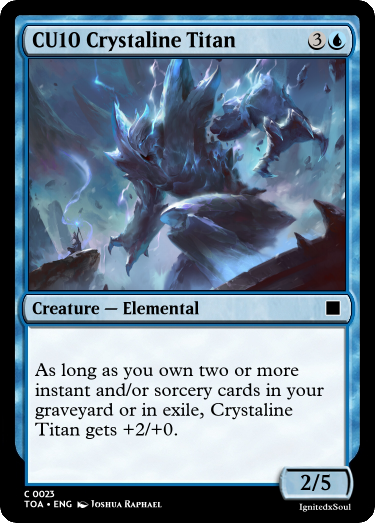 CU10 Crystaline Titan 3
Creature — Elemental
As long as you own two or more
instant and/or sorcery cards in your
graveyard or in exile, Crystaline
Titan gets +2/+0.
2/5
C 0023
TOA • ENG Joshua Raphael
IgnitedxSoul